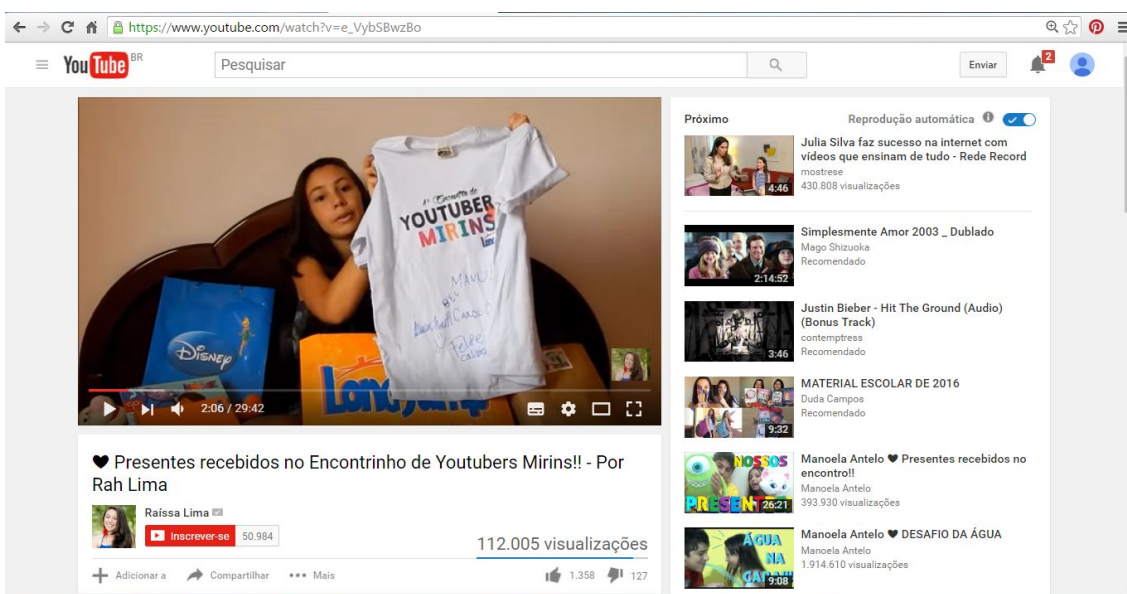 https://www.youtube.com/watch?v=e_VybSBwzBo
YouTube BR
Pesquisar
Enviar
2
1º Encontro de
YOUTUBER
MIRINS
DISNEY
2:06 / 29:42
♥ Presentes recebidos no Encontrinho de Youtubers Mirins!! - Por
Rah Lima
Raíssa Lima
Inscrever-se 50.984
112.005 visualizações
Adicionar a Compartilhar Mais
1.358 127
Próximo
Reprodução automática
Julia Silva faz sucesso na internet com
vídeos que ensinam de tudo - Rede Record
mostrese
430.808 visualizações
4:46
Simplesmente Amor 2003 _ Dublado
Mago Shizuoka
Recomendado
2:14:52
Justin Bieber - Hit The Ground (Audio)
(Bonus Track)
contemptress
Recomendado
3:46
MATERIAL ESCOLAR DE 2016
Duda Campos
Recomendado
9:32
Manoela Antelo ♥ Presentes recebidos no
encontro!!
Manoela Antelo
393.930 visualizações
NOSSOS
26:21
Manoela Antelo ♥ DESAFIO DA ÁGUA
Manoela Antelo
1.914.610 visualizações
ÁGUA
NA
9:08